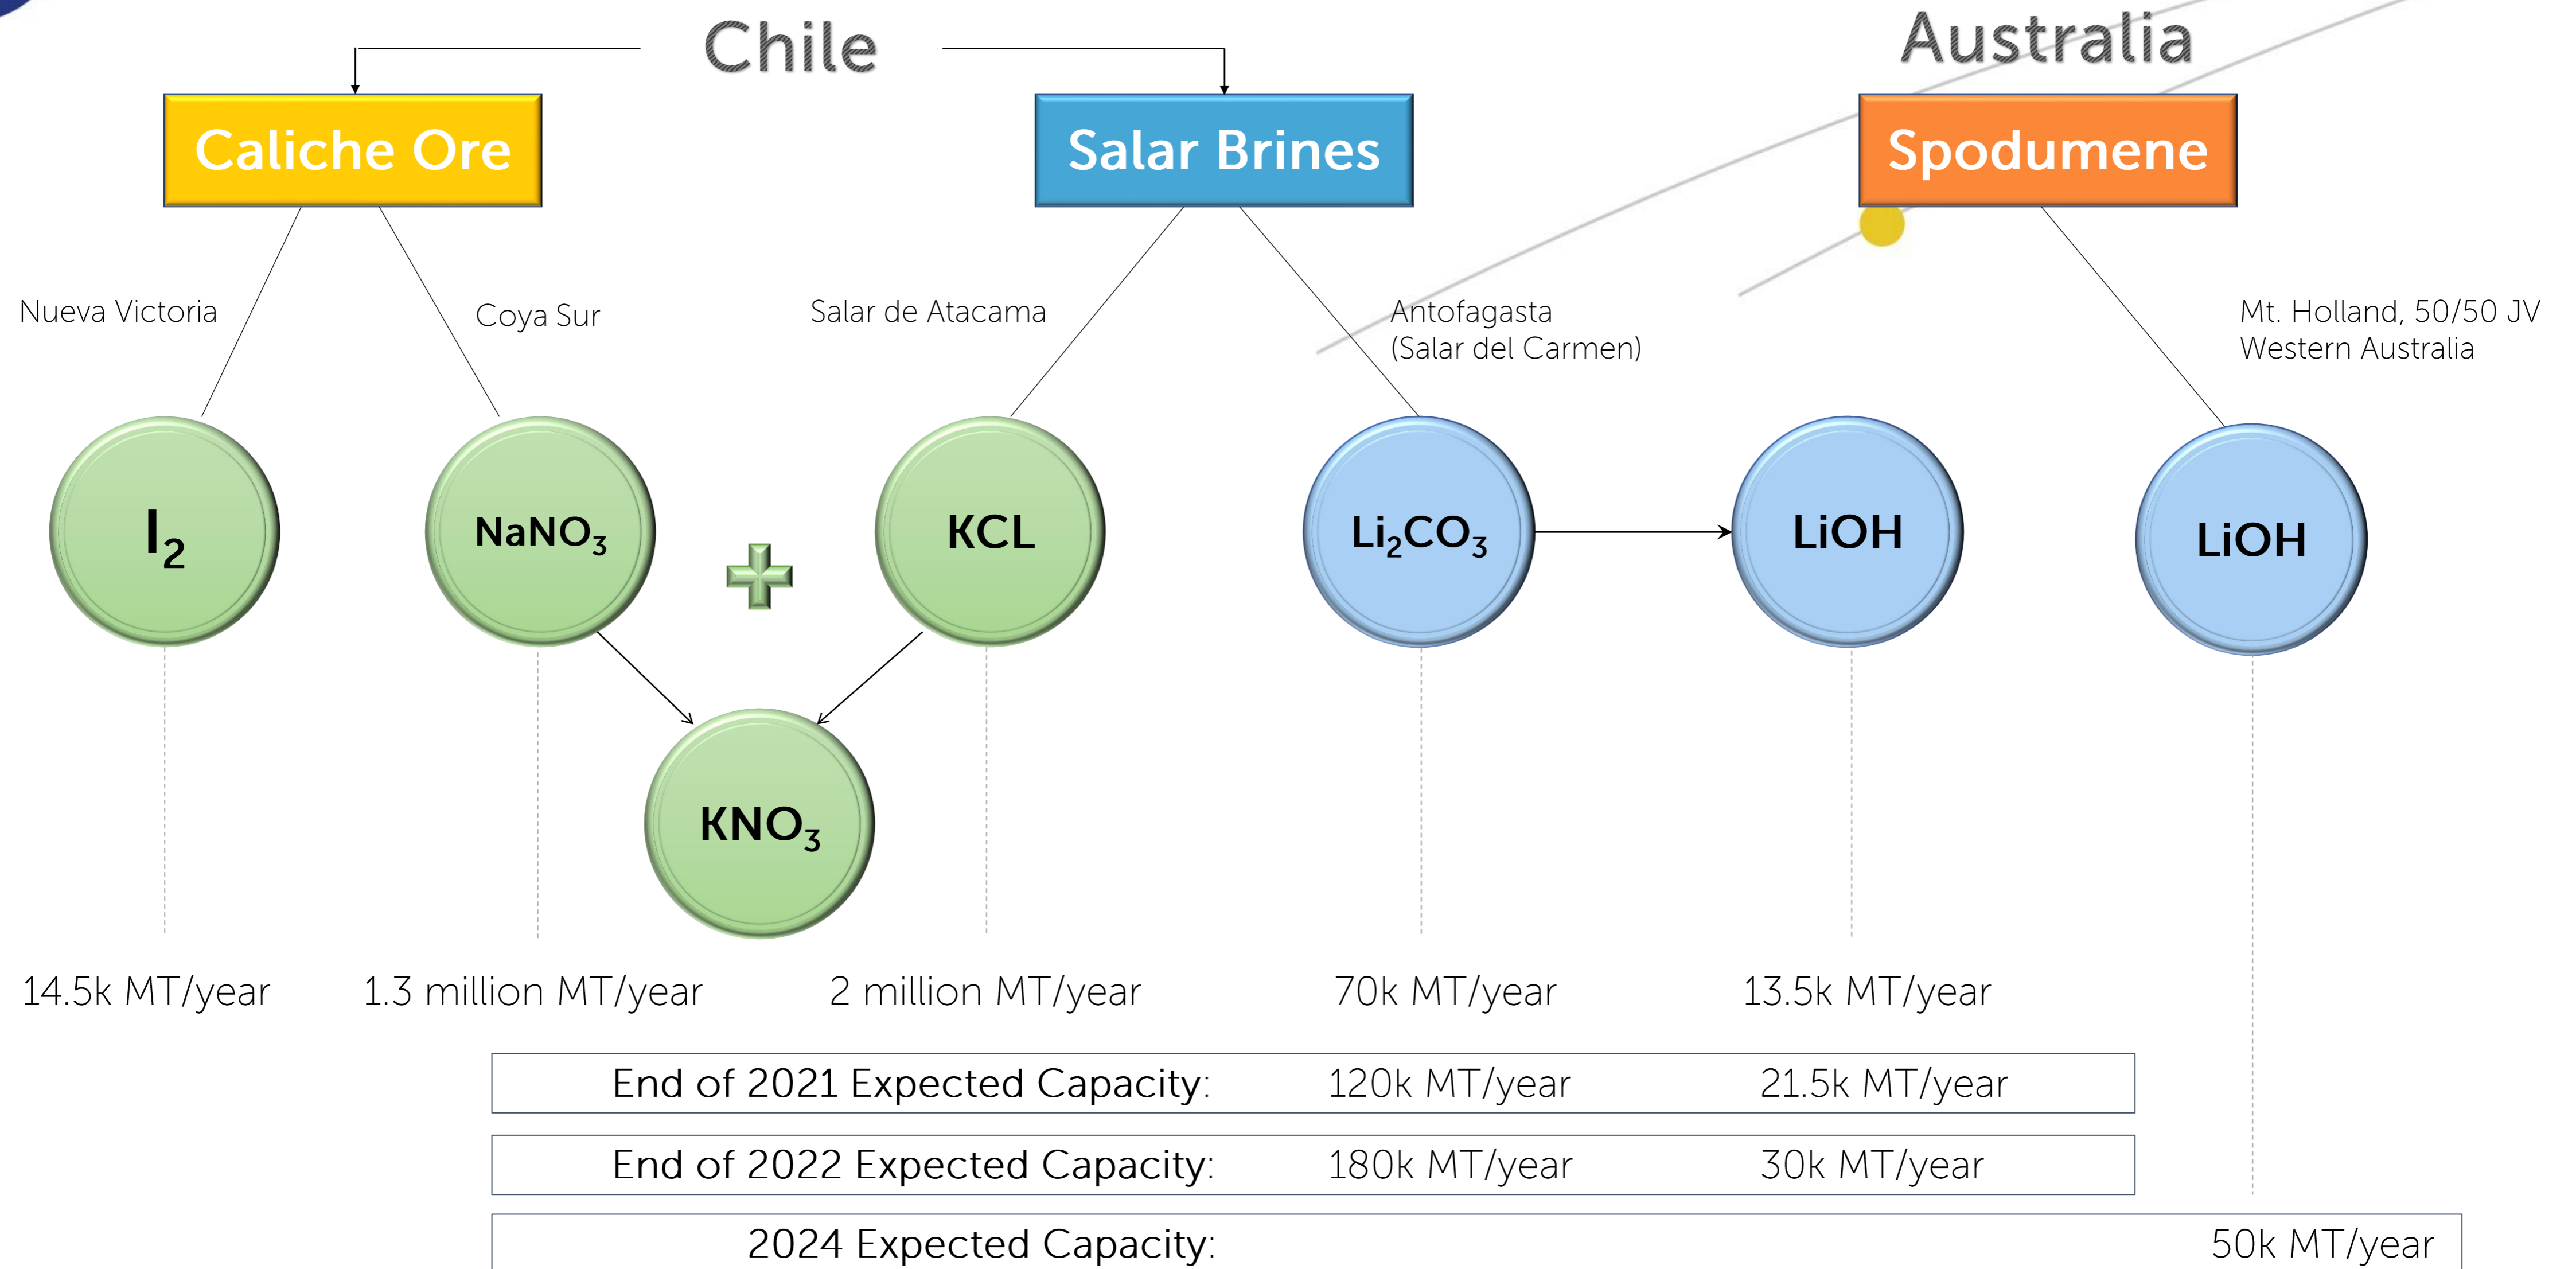 Chile
Australia
Caliche Ore
Salar Brines
Spodumene
Nueva Victoria
Coya Sur
Salar de Atacama
Antofagasta
(Salar del Carmen)
Mt. Holland, 50/50 JV
Western Australia
I₂
NaNO₃
KCL
Li₂CO₃
LiOH
LiOH
KNO₃
14.5k MT/year
1.3 million MT/year
2 million MT/year
70k MT/year
13.5k MT/year
End of 2021 Expected Capacity: 120k MT/year 21.5k MT/year
End of 2022 Expected Capacity: 180k MT/year 30k MT/year
2024 Expected Capacity: 50k MT/year